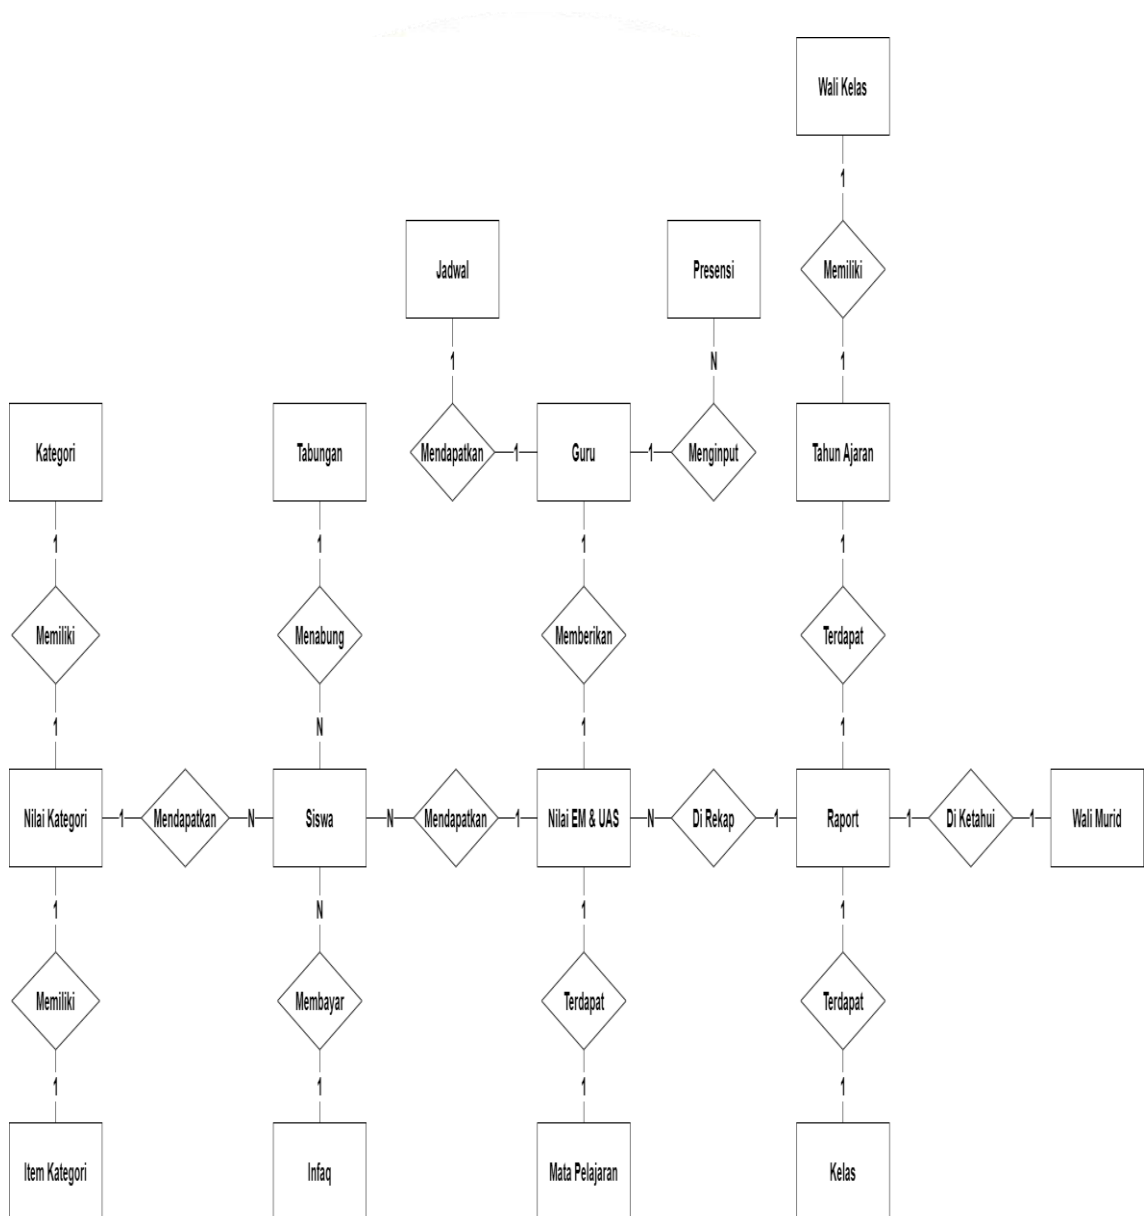 Wali Kelas
1
Jadwal
Presensi
Memiliki
1
N
1
Kategori
Tabungan
Mendapatkan
1
Guru
1
Menginput
Tahun Ajaran
1
1
1
1
Memiliki
Menabung
Memberikan
Terdapat
1
N
1
1
Nilai Kategori
1
Mendapatkan
N
Siswa
N
Mendapatkan
1
Nilai EM & UAS
N
Di Rekap
1
Raport
1
Di Ketahui
1
Wali Murid
1
N
1
1
Memiliki
Membayar
Terdapat
Terdapat
1
1
1
1
Item Kategori
Infaq
Mata Pelajaran
Kelas